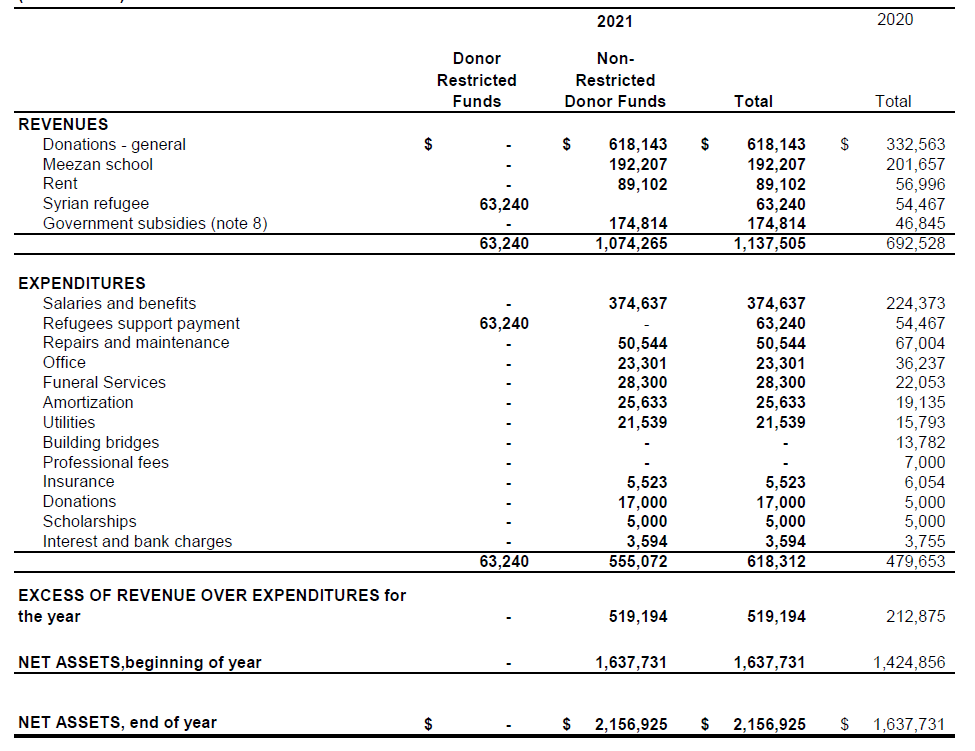 2021 2020
Donor Non-
Restricted Restricted
Funds Donor Funds Total Total
REVENUES
Donations - general $ - $ 618,143 $ 618,143 $ 332,563
Meezan school - 192,207 192,207 201,657
Rent - 89,102 89,102 56,996
Syrian refugee 63,240 63,240 54,467
Government subsidies (note 8) - 174,814 174,814 46,845
63,240 1,074,265 1,137,505 692,528
EXPENDITURES
Salaries and benefits - 374,637 374,637 224,373
Refugees support payment 63,240 - 63,240 54,467
Repairs and maintenance - 50,544 50,544 67,004
Office - 23,301 23,301 36,237
Funeral Services - 28,300 28,300 22,053
Amortization - 25,633 25,633 19,135
Utilities - 21,539 21,539 15,793
Building bridges - - - 13,782
Professional fees - - - 7,000
Insurance - 5,523 5,523 6,054
Donations - 17,000 17,000 5,000
Scholarships - 5,000 5,000 5,000
Interest and bank charges - 3,594 3,594 3,755
63,240 555,072 618,312 479,653
EXCESS OF REVENUE OVER EXPENDITURES for
the year - 519,194 519,194 212,875
NET ASSETS,beginning of year - 1,637,731 1,637,731 1,424,856
NET ASSETS, end of year $ - $ 2,156,925 $ 2,156,925 $ 1,637,731